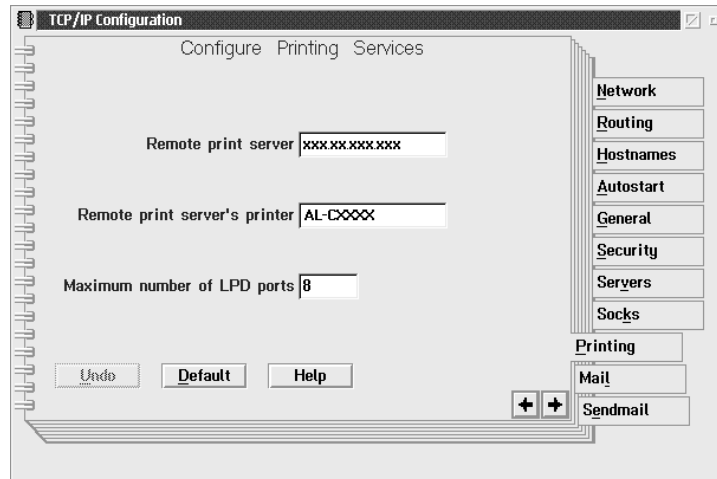 TCP/IP Configuration
Configure Printing Services
Remote print server xxx.xx.xxx.xxx
Remote print server's printer AL-CXXXX
Maximum number of LPD ports 8
Undo Default Help
Network
Routing
Hostnames
Autostart
General
Security
Servers
Socks
Printing
Mail
Sendmail